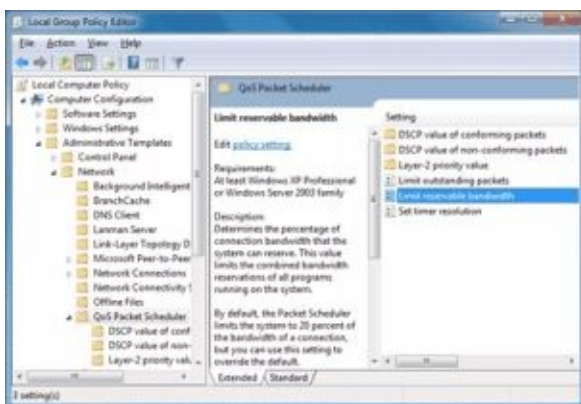 Local Group Policy Editor
File Action View Help
Local Computer Policy
Computer Configuration
Software Settings
Windows Settings
Administrative Templates
Control Panel
Network
Background Intelligent
BranchCache
DNS Client
Lanman Server
Link-Layer Topology D
Microsoft Peer-to-Peer
Network Connections
Network Connectivity S
Offline Files
QoS Packet Scheduler
DSCP value of conf
DSCP value of non-
Layer-2 priority valu
QoS Packet Scheduler
Limit reservable bandwidth
Edit policy setting
Requirements:
At least Windows XP Professional
or Windows Server 2003 family
Description:
Determines the percentage of
connection bandwidth that the
system can reserve. This value
limits the combined bandwidth
reservations of all programs
running on the system.
By default, the Packet Scheduler
limits the system to 20 percent of
the bandwidth of a connection,
but you can use this setting to
override the default.
Setting
DSCP value of conforming packets
DSCP value of non-conforming packets
Layer-2 priority value
Limit outstanding packets
Limit reservable bandwidth
Set timer resolution
Extended Standard
3 setting(s)